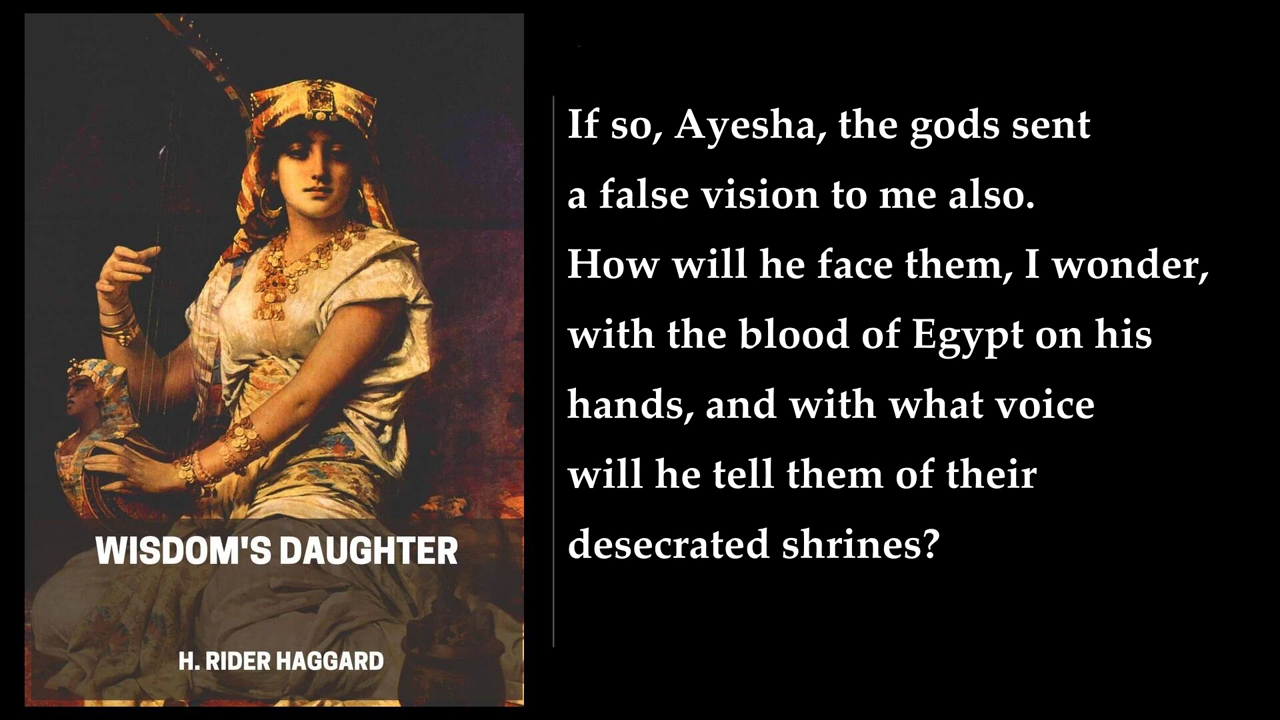 WISDOM'S DAUGHTER
H. RIDER HAGGARD
If so, Ayesha, the gods sent
a false vision to me also.
How will he face them, I wonder,
with the blood of Egypt on his
hands, and with what voice
will he tell them of their
desecrated shrines?